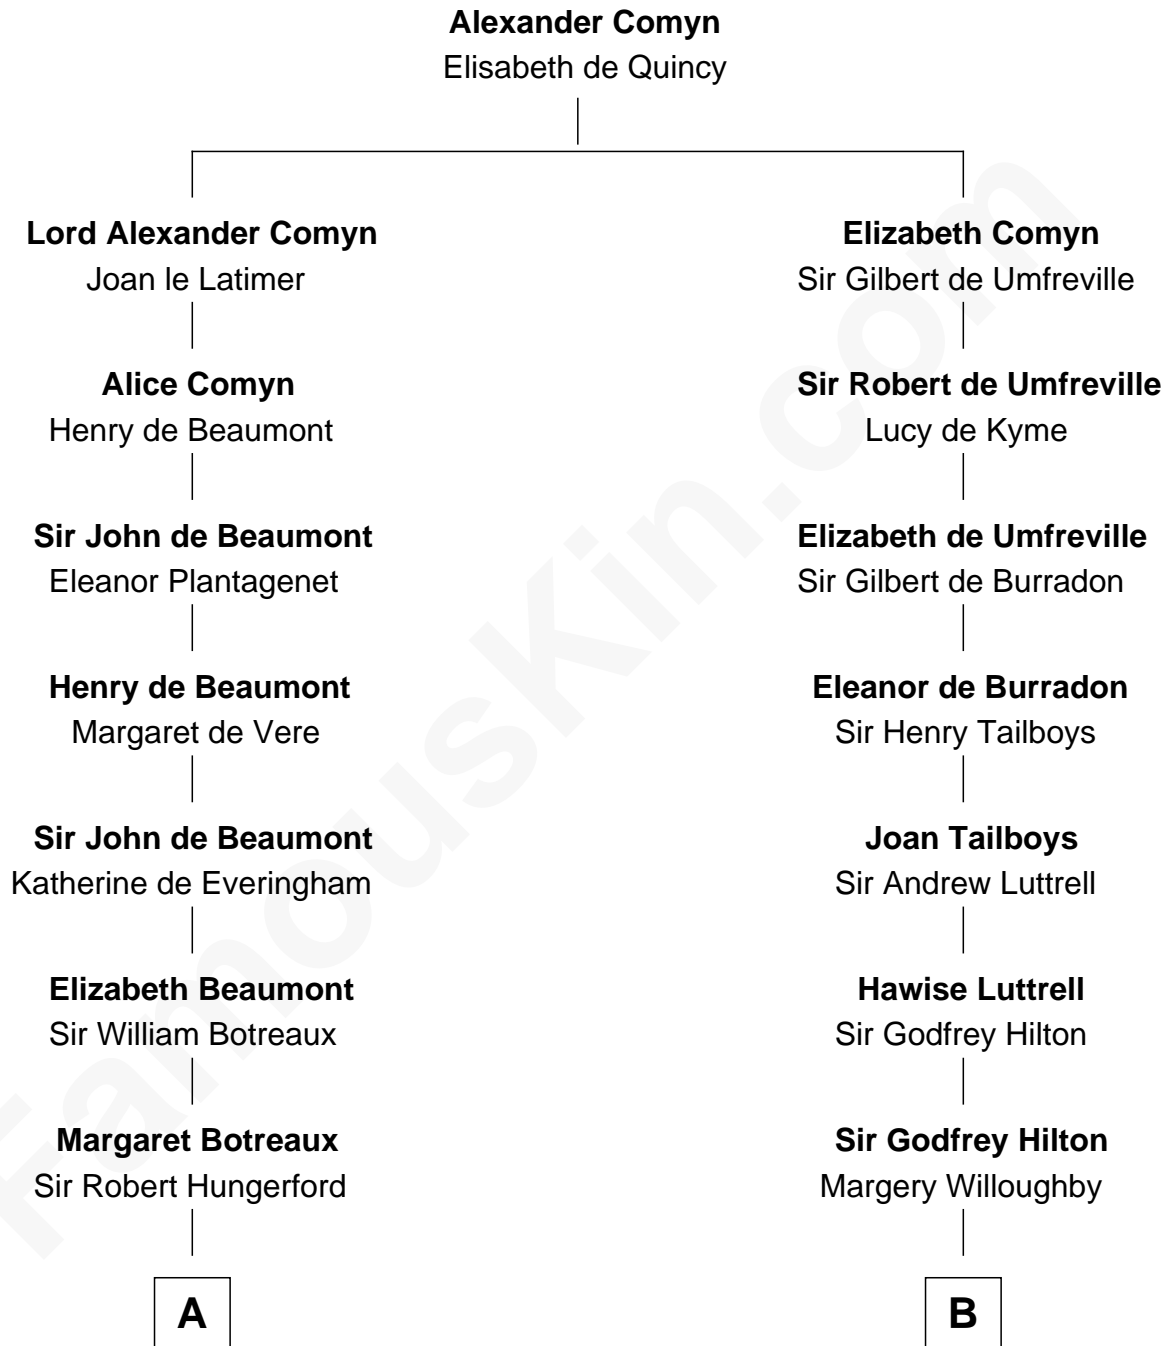 Alexander Comyn
Elisabeth de Quincy
Lord Alexander Comyn
Joan le Latimer
Elizabeth Comyn
Sir Gilbert de Umfreville
Alice Comyn
Henry de Beaumont
Sir Robert de Umfreville
Lucy de Kyme
Sir John de Beaumont
Eleanor Plantagenet
Elizabeth de Umfreville
Sir Gilbert de Burradon
Henry de Beaumont
Margaret de Vere
Eleanor de Burradon
Sir Henry Tailboys
Sir John de Beaumont
Katherine de Everingham
Joan Tailboys
Sir Andrew Luttrell
Elizabeth Beaumont
Sir William Botreaux
Hawise Luttrell
Sir Godfrey Hilton
Margaret Botreaux
Sir Robert Hungerford
Sir Godfrey Hilton
Margery Willoughby
A
B
FamousKin.com